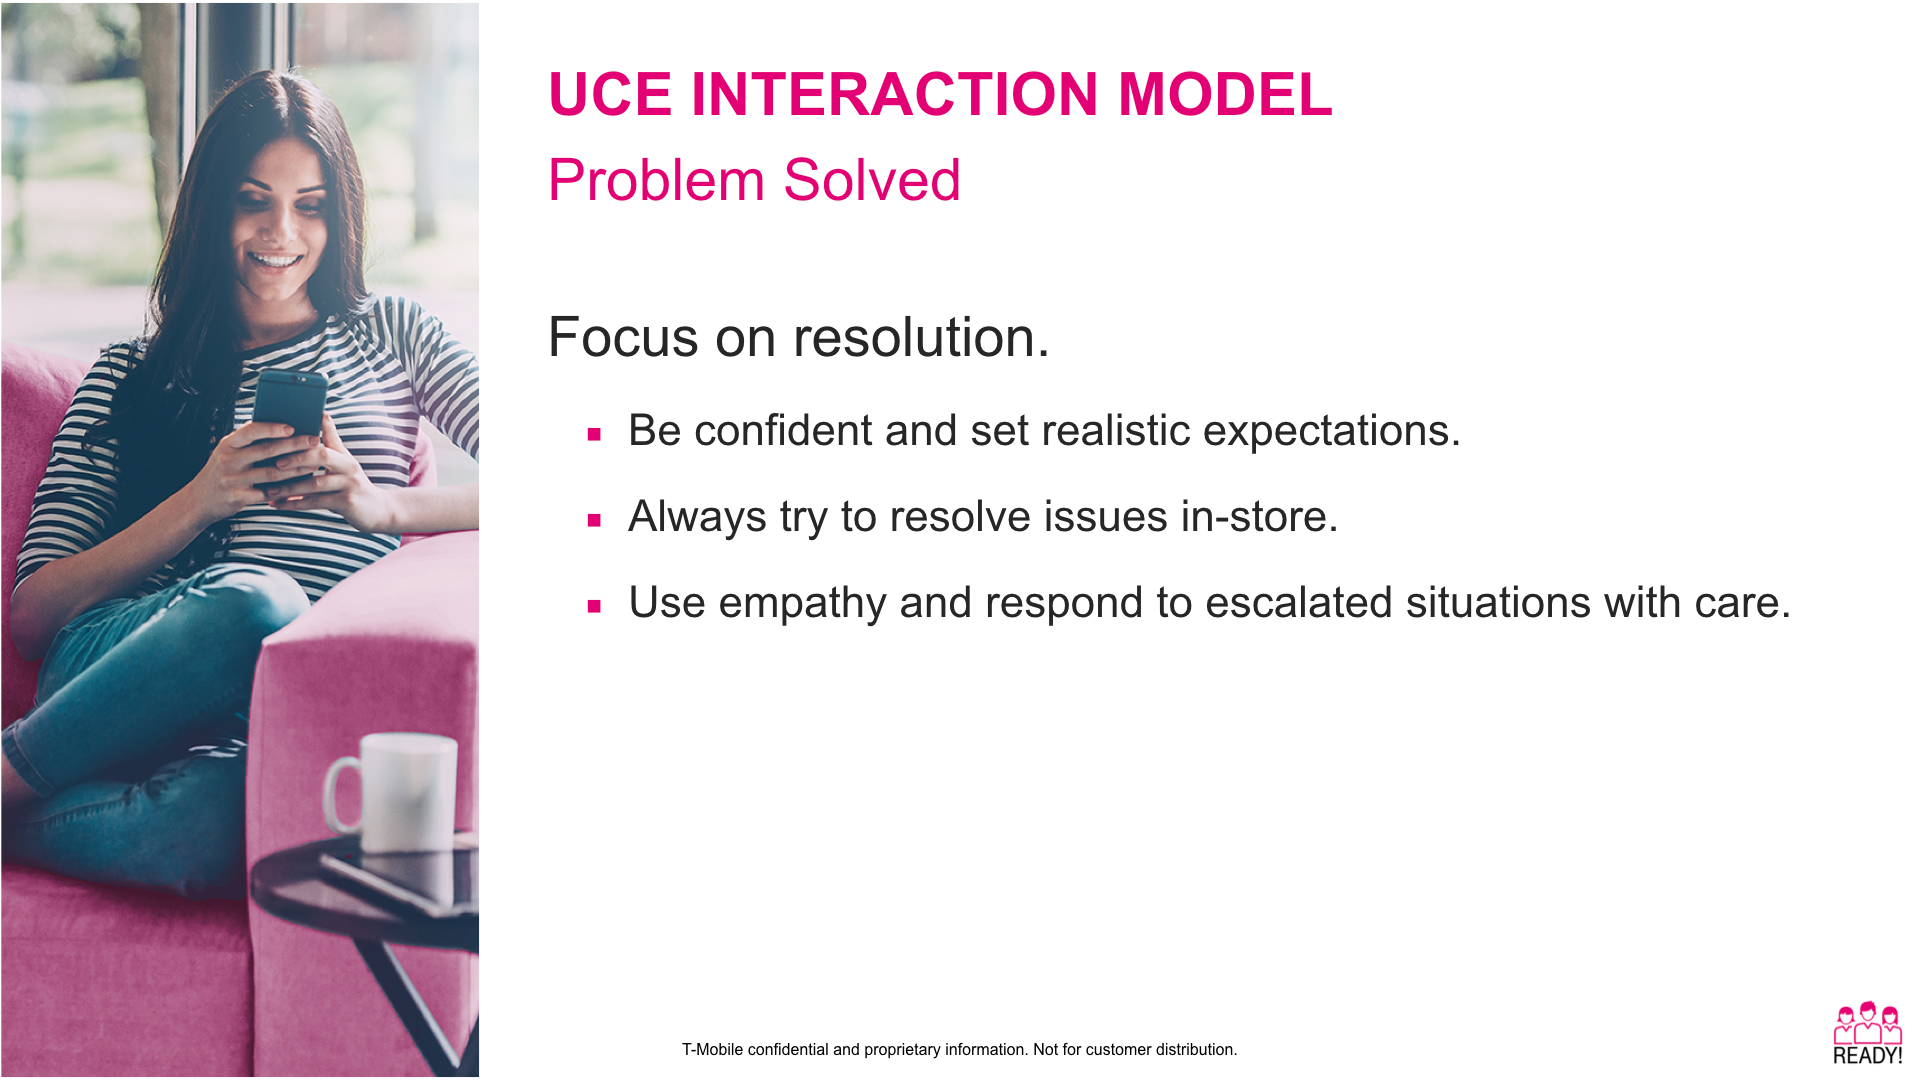 UCE INTERACTION MODEL
Problem Solved
Focus on resolution.
Be confident and set realistic expectations.
Always try to resolve issues in-store.
Use empathy and respond to escalated situations with care.
T-Mobile confidential and proprietary information. Not for customer distribution.
READY!